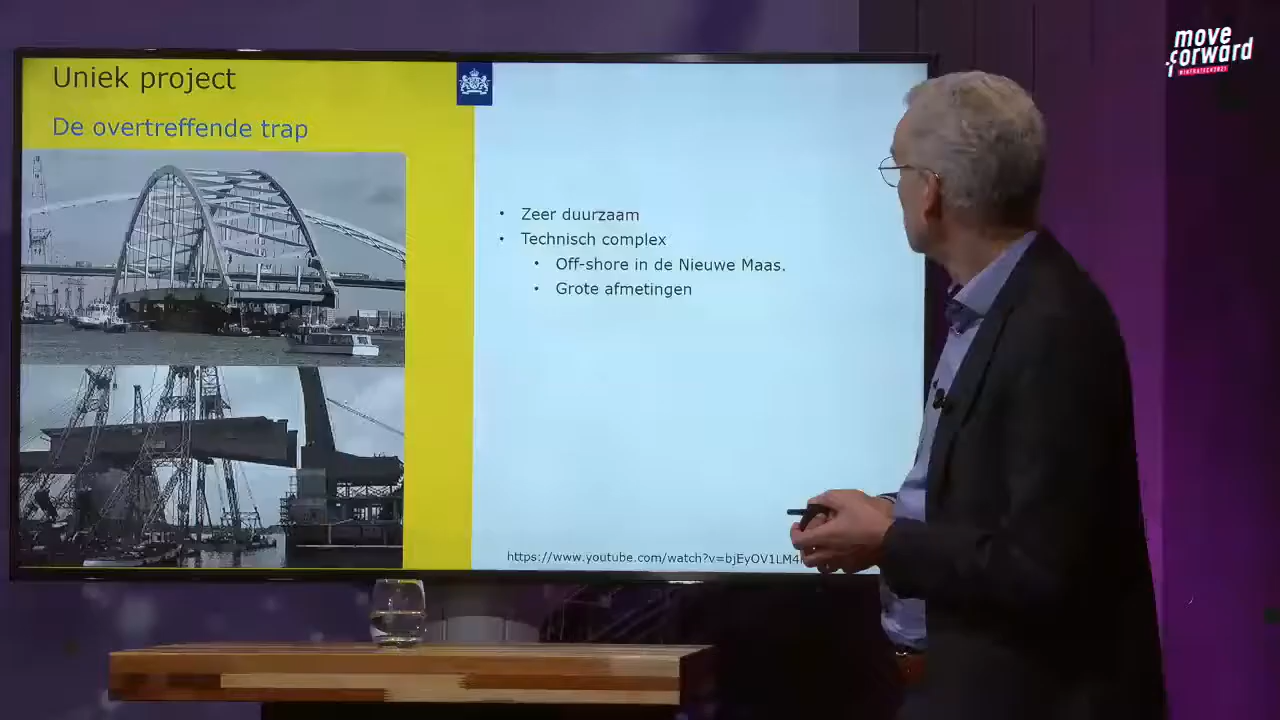 Uniek project
De overtreffende trap
• Zeer duurzaam
• Technisch complex
• Off-shore in de Nieuwe Maas.
• Grote afmetingen
https://www.youtube.com/watch?v=bjEyOV1LM4
move
forward
#INFRATECH2021